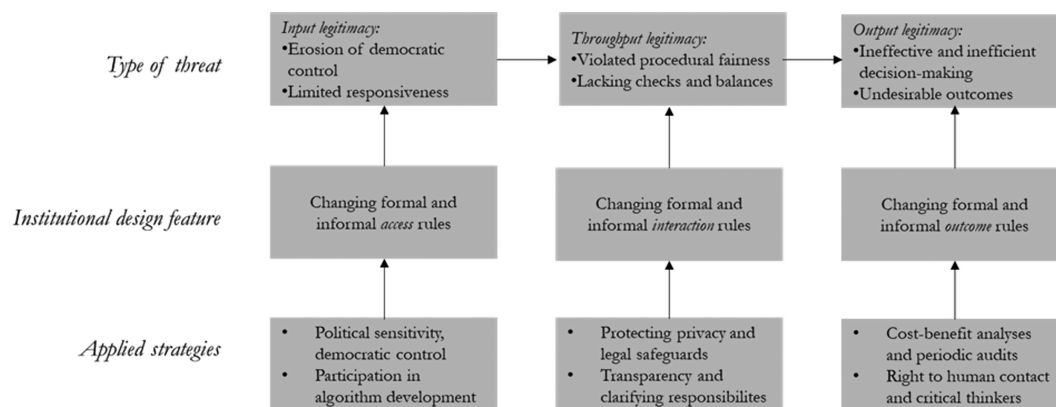 Type of threat
Input legitimacy:
•Erosion of democratic
control
•Limited responsiveness
Throughput legitimacy:
•Violated procedural fairness
•Lacking checks and balances
Output legitimacy:
•Ineffective and inefficient
decision-making
•Undesirable outcomes
Institutional design feature
Changing formal and
informal access rules
Changing formal and
informal interaction rules
Changing formal and
informal outcome rules
Applied strategies
• Political sensitivity,
democratic control
• Participation in
algorithm development
• Protecting privacy and
legal safeguards
• Transparency and
clarifying responsibilites
• Cost-benefit analyses
and periodic audits
• Right to human contact
and critical thinkers